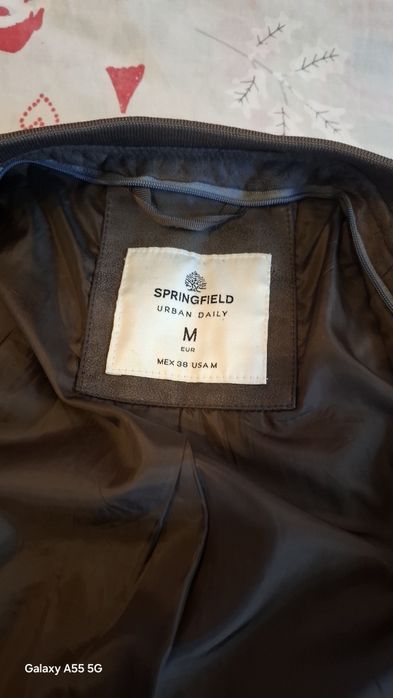 SPRINGFIELD
URBAN DAILY
M
EUR
MEX 38 USA M
Galaxy A55 5G